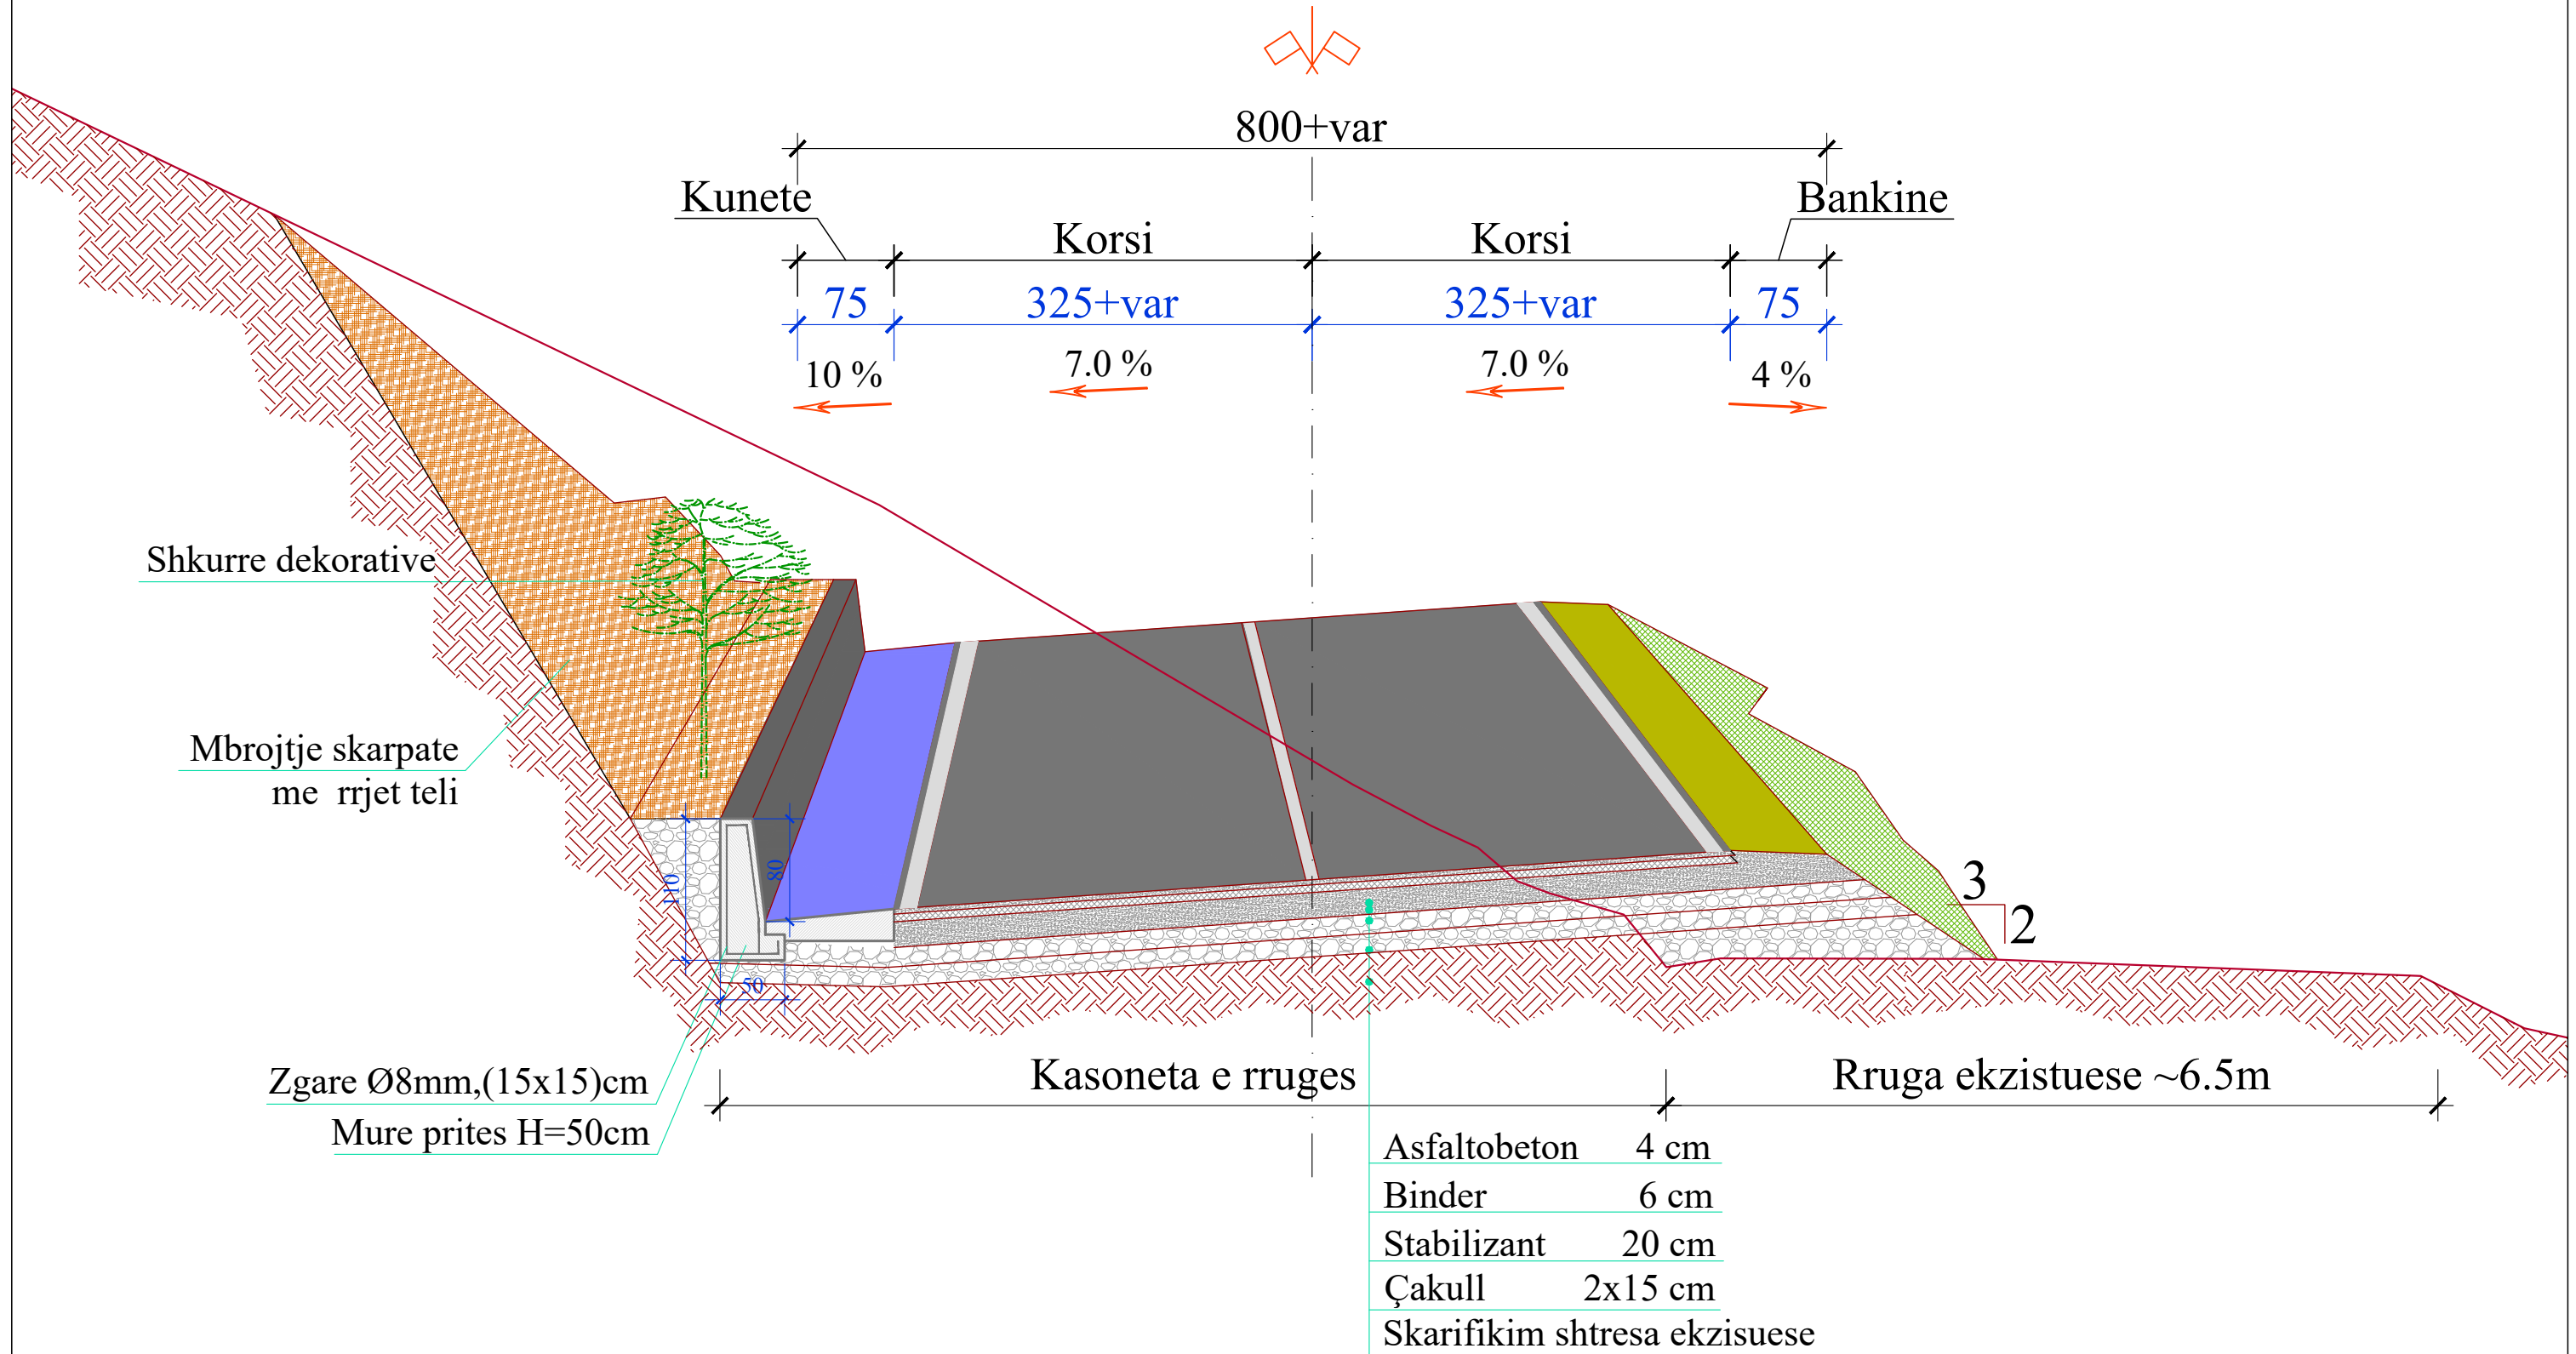 800+var
Kunete
Bankine
Korsi
Korsi
75
325+var
325+var
75
10 %
7.0 %
7.0 %
4 %
Shkurre dekorative
Mbrojtje skarpate
me rrjet teli
110
80
50
3
2
Zgare Ø8mm,(15x15)cm
Mure prites H=50cm
Kasoneta e rruges
Rruga ekzistuese ~6.5m
Asfaltobeton 4 cm
Binder 6 cm
Stabilizant 20 cm
Çakull 2x15 cm
Skarifikim shtresa ekzisuese